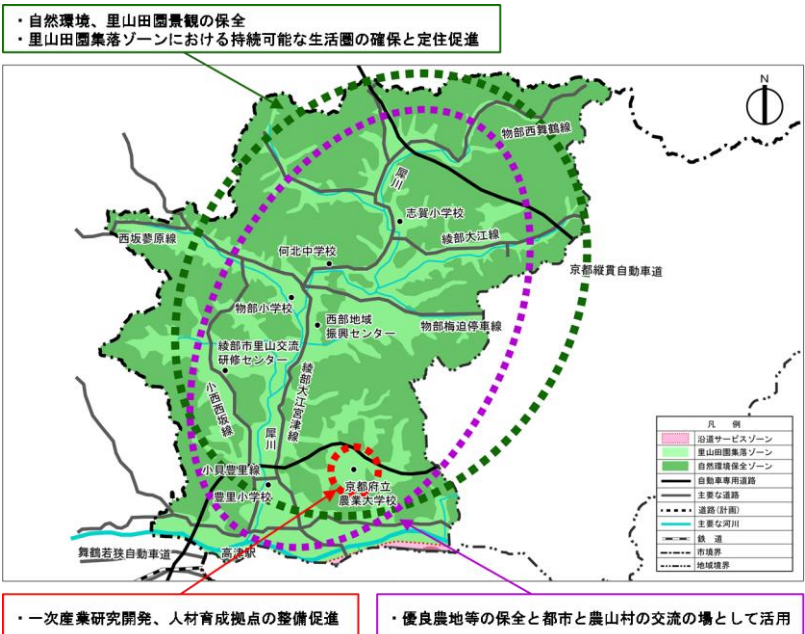 ・自然環境、里山田園景観の保全
・里山田園集落ゾーンにおける持続可能な生活圏の確保と定住促進
N
物部西舞鶴線
犀川
志賀小学校
綾部大江線
西坂蓼原線
何北中学校
京都縦貫自動車道
物部小学校
西部地域
振興センター
物部梅迫停車線
綾部市里山交流
研修センター
綾部大江宮津線
小西西坂線
犀川
小貝豊里線
豊里小学校
京都府立
農業大学校
舞鶴若狭自動車道
高津駅
凡 例
沿道サービスゾーン
里山田園集落ゾーン
自然環境保全ゾーン
自動車専用道路
主要な道路
道路(計画)
主要な河川
鉄 道
市境界
地域境界
・一次産業研究開発、人材育成拠点の整備促進
・優良農地等の保全と都市と農山村の交流の場として活用